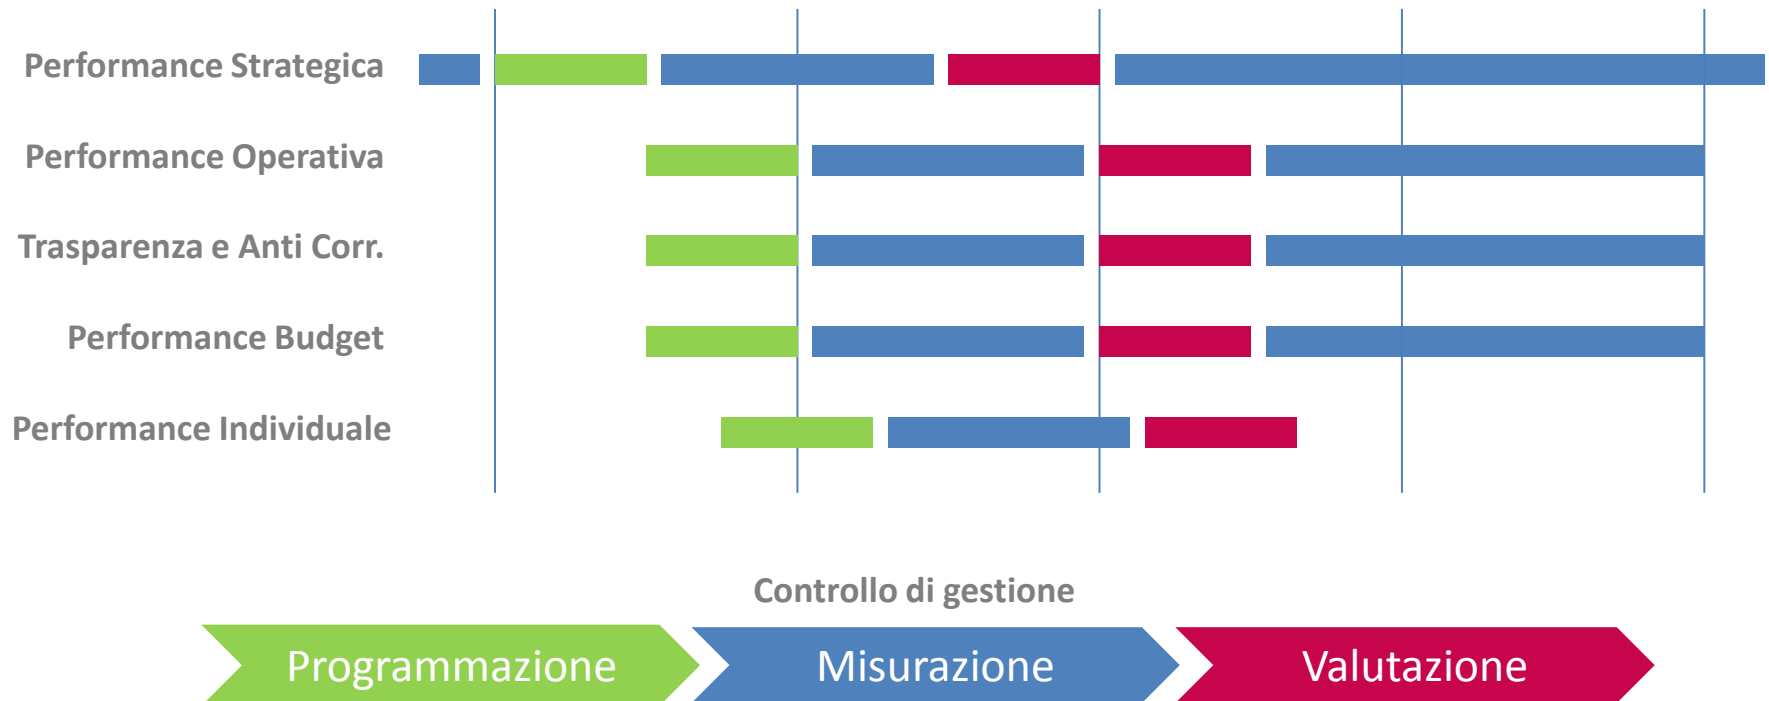 Performance Strategica
Performance Operativa
Trasparenza e Anti Corr.
Performance Budget
Performance Individuale
Controllo di gestione
Programmazione
Misurazione
Valutazione